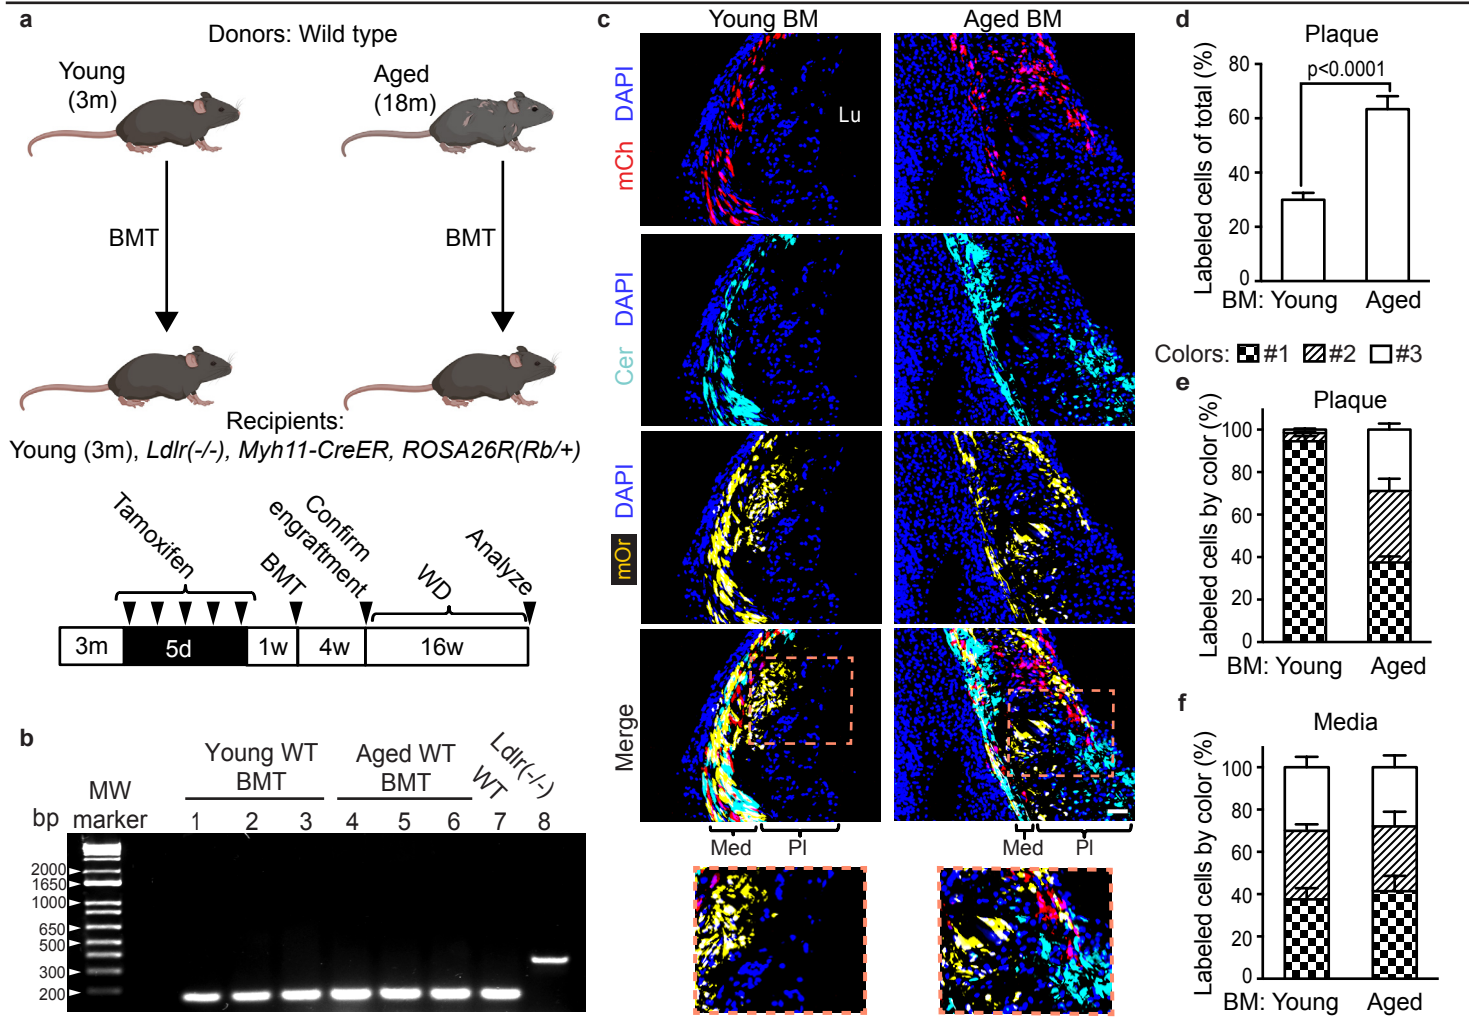 a
Donors: Wild type
Young
(3m)
Aged
(18m)
BMT
BMT
Recipients:
Young (3m), Ldlr(-/-), Myh11-CreER, ROSA26R(Rb/+)
Tamoxifen
BMT
Confirm
engraftment
WD
Analyze
3m
5d
1w
4w
16w
b
Young WT
BMT
Aged WT
BMT
WT
Ldlr(-/-)
MW
marker
bp
1 2 3 4 5 6 7 8
2000
1650
1000
650
500
300
200
c
Young BM
Aged BM
mCh DAPI
Lu
Cer DAPI
mOr DAPI
Merge
Med
Pl
Med
Pl
d
Plaque
p<0.0001
Labeled cells of total (%)
80
60
40
20
0
BM: Young Aged
Colors: #1 #2 #3
e
Plaque
Labeled cells by color (%)
100
80
60
40
20
0
BM: Young Aged
f
Media
Labeled cells by color (%)
100
80
60
40
20
0
BM: Young Aged